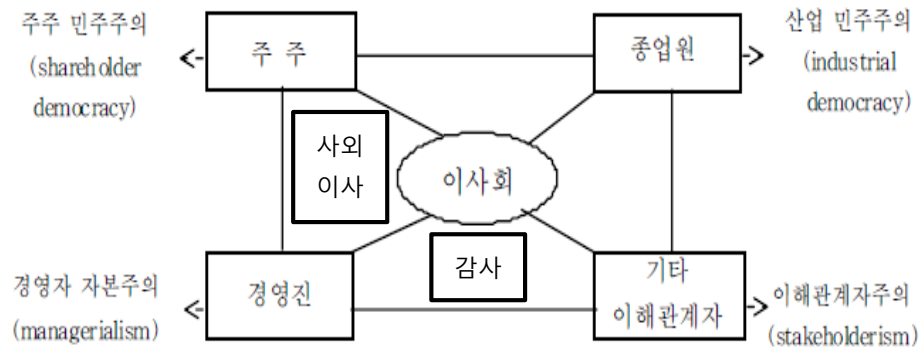 주주 민주주의
(shareholder
democracy)
주 주
종업원
산업 민주주의
(industrial
democracy)
사외
이사
이사회
감사
경영자 자본주의
(managerialism)
경영진
기타
이해관계자
이해관계자주의
(stakeholderism)